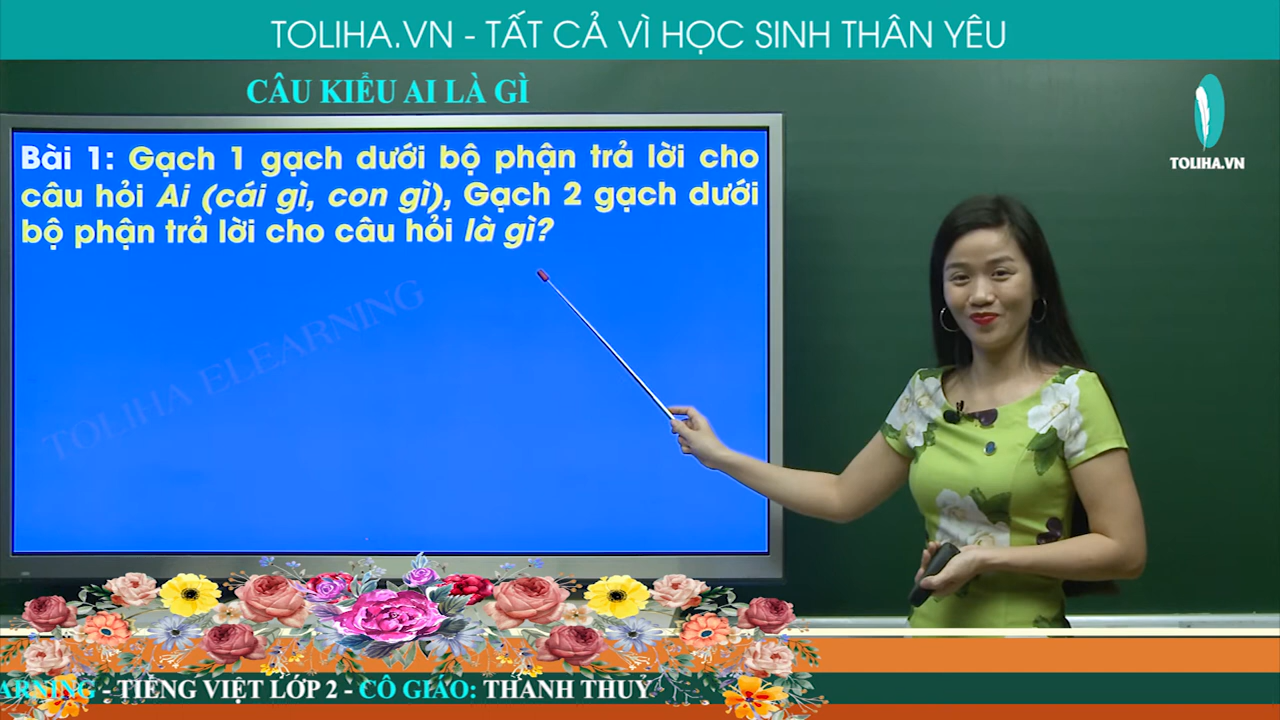 TOLIHA.VN - TẤT CẢ VÌ HỌC SINH THÂN YÊU
CÂU KIỂU AI LÀ GÌ
TOLIHA.VN
Bài 1: Gạch 1 gạch dưới bộ phận trả lời cho
câu hỏi Ai (cái gì, con gì), Gạch 2 gạch dưới
bộ phận trả lời cho câu hỏi là gì?
TOLIHA ELEARNING
ARNING - TIẾNG VIỆT LỚP 2 - CÔ GIÁO: THANH THUỶ